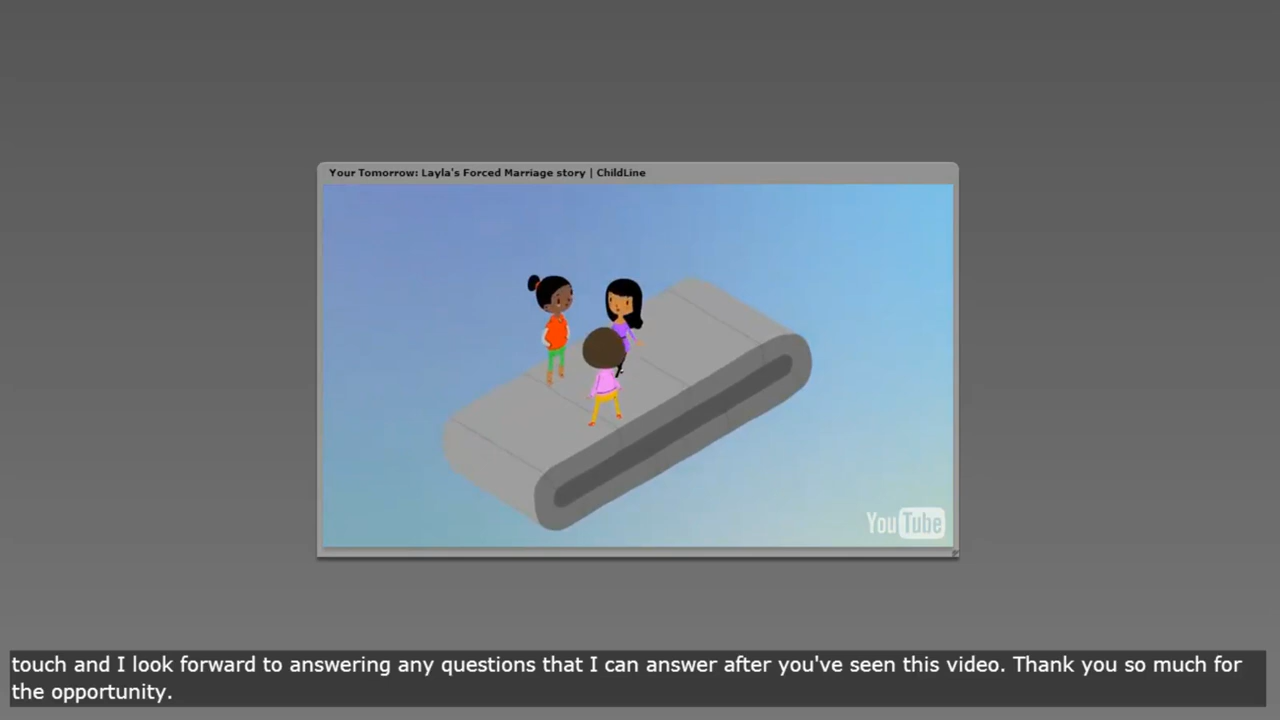 Your Tomorrow: Layla's Forced Marriage story | ChildLine
YouTube
touch and I look forward to answering any questions that I can answer after you've seen this video. Thank you so much for
the opportunity.